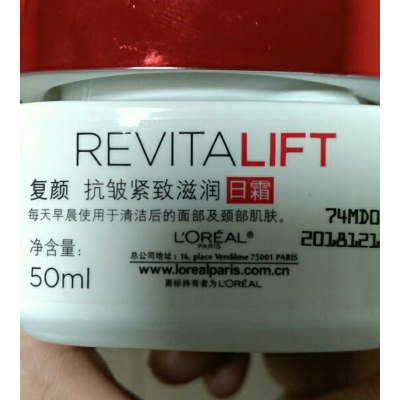 REVITALIFT
复颜 抗皱紧致滋润 日霜
每天早晨使用于清洁后的面部及颈部肌肤。
74MD0
净含量:
50ml
L'ORÉAL®
PARIS
2018121
总公司地址: 16, place Vendôme 75001 PARIS
www.lorealparis.com.cn
商标持有者为L'ORÉAL